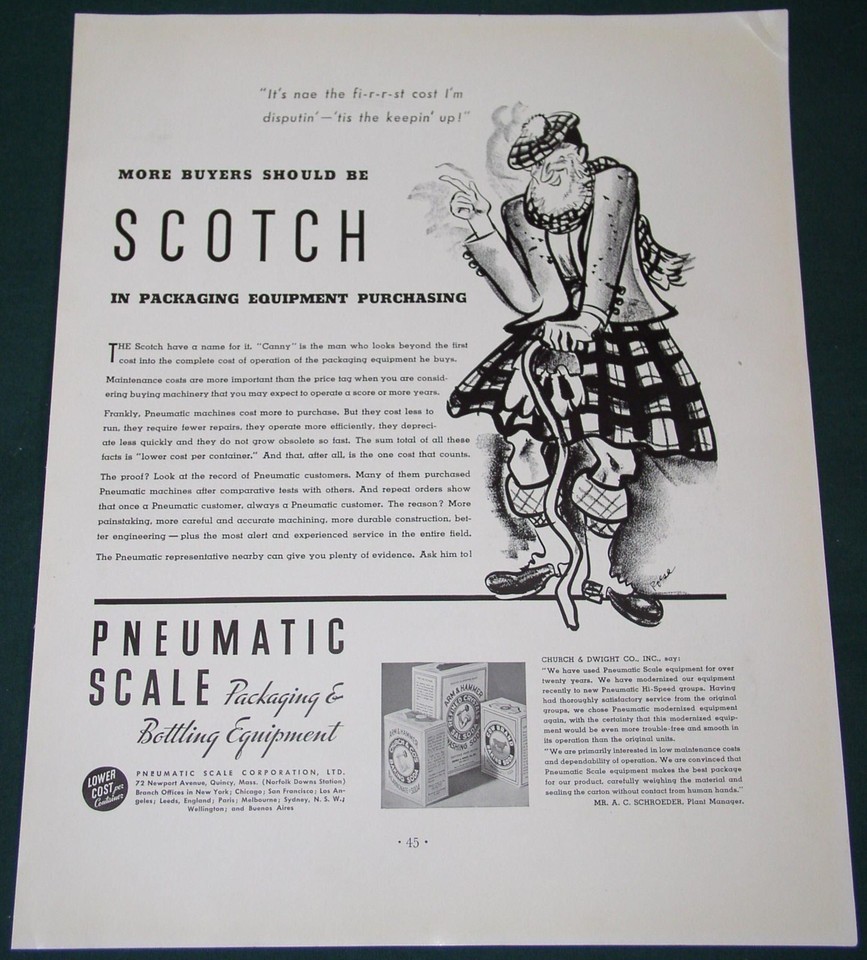 "It's nae the fi-r-r-st cost I'm
disputin'—'tis the keepin' up!"
MORE BUYERS SHOULD BE
SCOTCH
IN PACKAGING EQUIPMENT PURCHASING
THE Scotch have a name for it. "Canny" is the man who looks beyond the first
cost into the complete cost of operation of the packaging equipment he buys.
Maintenance costs are more important than the price tag when you are consid-
ering buying machinery that you may expect to operate a score or more years.
Frankly, Pneumatic machines cost more to purchase. But they cost less to
run, they require fewer repairs, they operate more efficiently, they depreci-
ate less quickly and they do not grow obsolete so fast. The sum total of all these
facts is "lower cost per container." And that, after all, is the one cost that counts.
The proof? Look at the record of Pneumatic customers. Many of them purchased
Pneumatic machines after comparative tests with others. And repeat orders show
that once a Pneumatic customer, always a Pneumatic customer. The reason? More
painstaking, more careful and accurate machining, more durable construction, bet-
ter engineering — plus the most alert and experienced service in the entire field.
The Pneumatic representative nearby can give you plenty of evidence. Ask him to!
PNEUMATIC
SCALE Packaging &
Bottling Equipment
LOWER
COST per
Container
PNEUMATIC SCALE CORPORATION, LTD.
72 Newport Avenue, Quincy, Mass. (Norfolk Downs Station)
Branch Offices in New York; Chicago; San Francisco; Los An-
geles; Leeds, England; Paris; Melbourne; Sydney, N. S. W.;
Wellington; and Buenos Aires
ARM & HAMMER
SAL SODA
CHURCH & CO'S
ARM & HAMMER
BAKING SODA
COW BRAND
BAKING SODA
CHURCH & DWIGHT CO., INC., say:
"We have used Pneumatic Scale equipment for over
twenty years. We have modernized our equipment
recently to new Pneumatic Hi-Speed groups. Having
had thoroughly satisfactory service from the original
groups, we chose Pneumatic modernized equipment
again, with the certainty that this modernized equip-
ment would be even more trouble-free and smooth in
its operation than the original units.
"We are primarily interested in low maintenance costs
and dependability of operation. We are convinced that
Pneumatic Scale equipment makes the best package
for our product, carefully weighing the material and
sealing the carton without contact from human hands."
MR. A. C. SCHROEDER, Plant Manager.
• 45 •